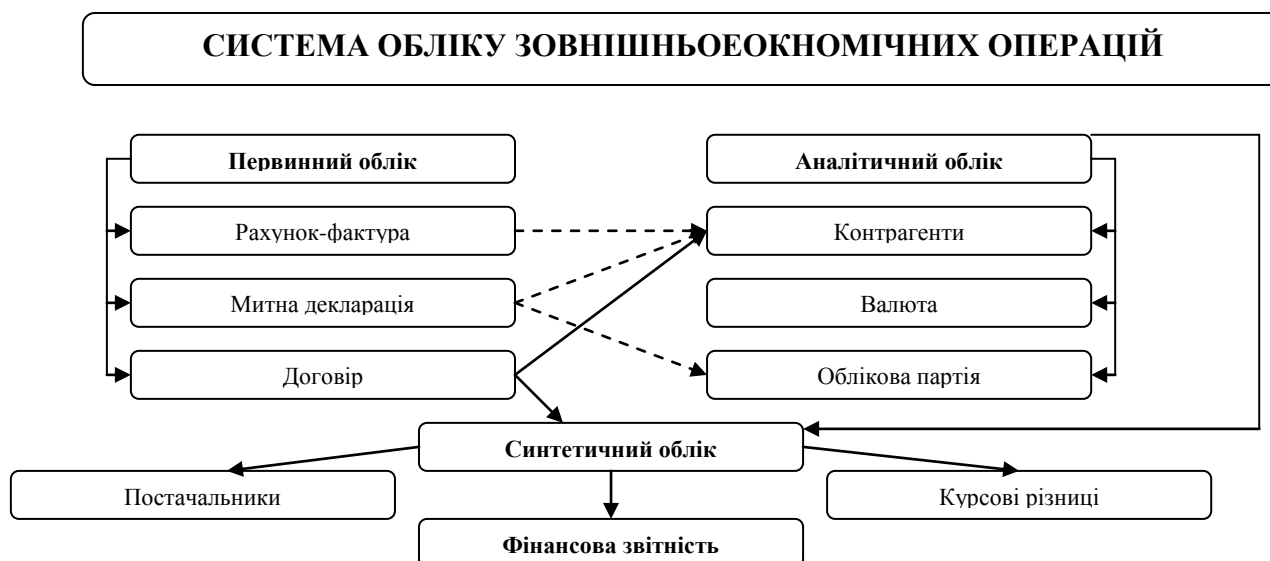 СИСТЕМА ОБЛІКУ ЗОВНІШНЬОЕОКНОМІЧНИХ ОПЕРАЦІЙ
Первинний облік
Аналітичний облік
Рахунок-фактура
Контрагенти
Митна декларація
Валюта
Договір
Облікова партія
Синтетичний облік
Постачальники
Курсові різниці
Фінансова звітність